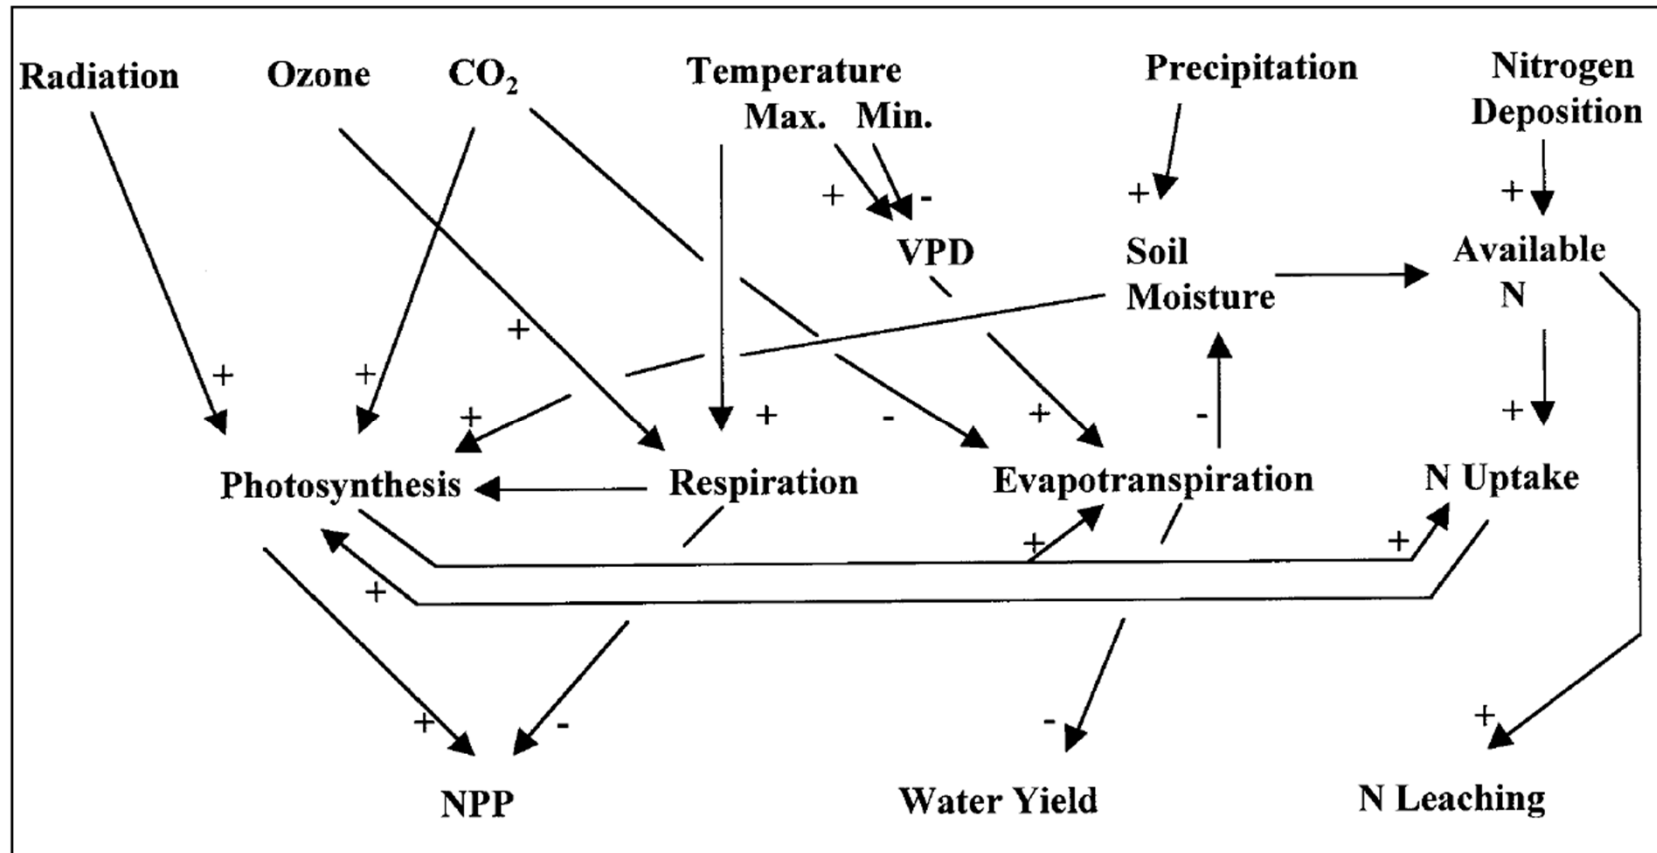 Radiation
Ozone
CO₂
Temperature
Max. Min.
Precipitation
Nitrogen
Deposition
+
-
+
+
VPD
Soil
Moisture
Available
N
+
+
+
+
+
-
+
-
+
Photosynthesis
Respiration
Evapotranspiration
N Uptake
+
+
+
+
-
-
+
NPP
Water Yield
N Leaching